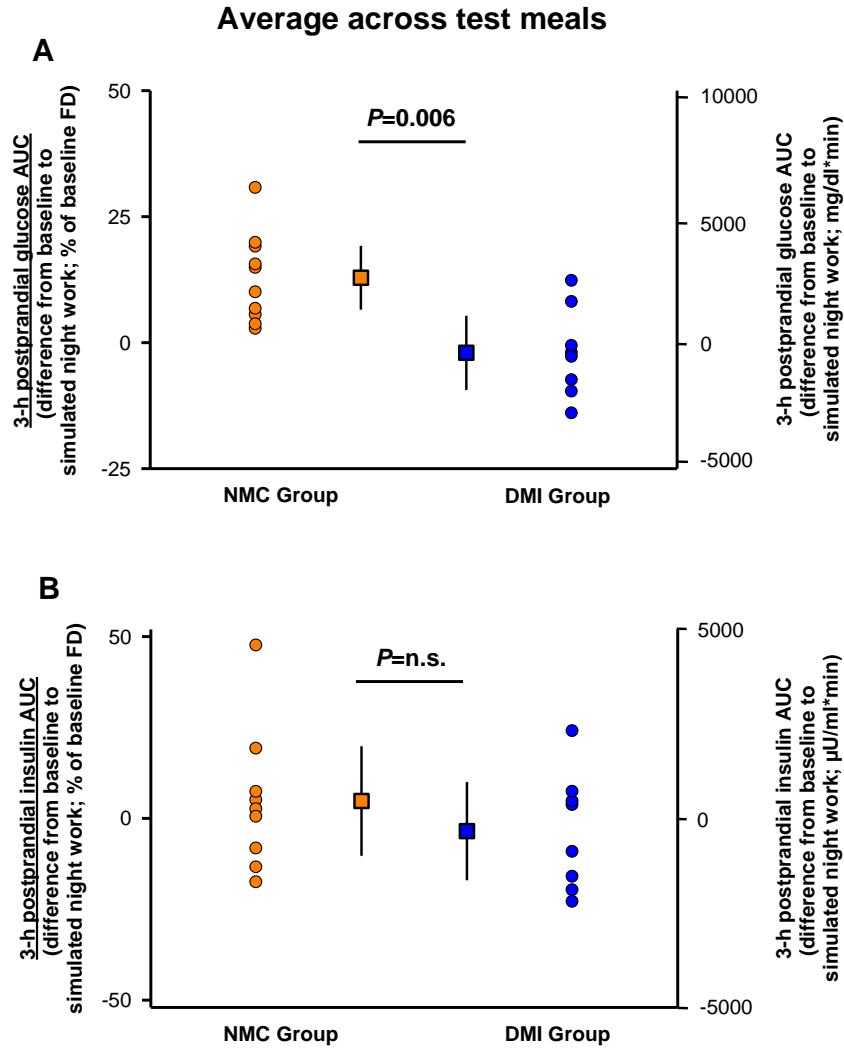 Average across test meals
A
3-h postprandial glucose AUC
(difference from baseline to
simulated night work; % of baseline FD)
50
25
0
-25
P=0.006
10000
5000
0
-5000
3-h postprandial glucose AUC
(difference from baseline to
simulated night work; mg/dl*min)
NMC Group
DMI Group
B
3-h postprandial insulin AUC
(difference from baseline to
simulated night work; % of baseline FD)
50
0
-50
P=n.s.
5000
0
-5000
3-h postprandial insulin AUC
(difference from baseline to
simulated night work; µU/ml*min)
NMC Group
DMI Group